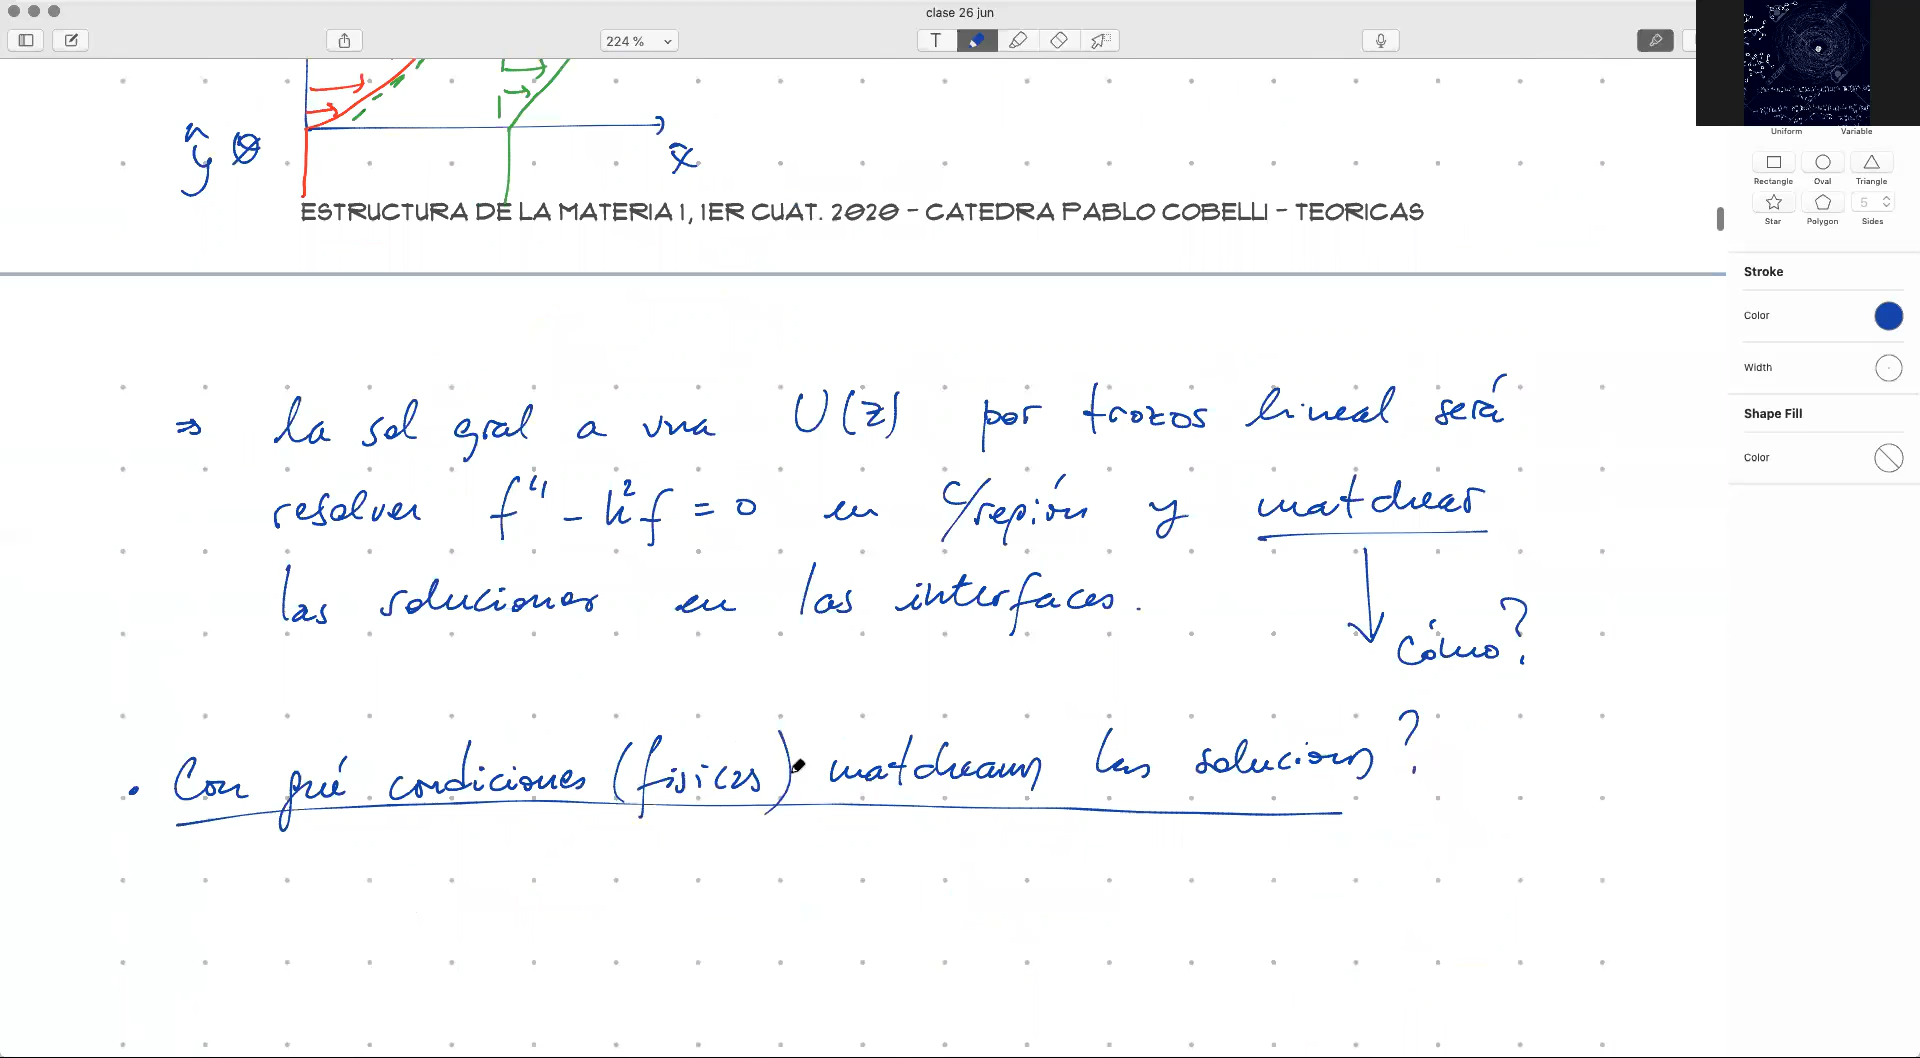 clase 26 jun
224 %
T
Uniform Variable
ŷ
x̂
Rectangle Oval Triangle
5
Star Polygon Sides
ESTRUCTURA DE LA MATERIA 1, 1ER CUAT. 2020 - CATEDRA PABLO COBELLI - TEORICAS
Stroke
Color
Width
Shape Fill
Color
⇒ la sol gral a una U(z) por trozos lineal será
resolver f'' - k²f = 0 en c/región y matchear
las soluciones en las interfaces.
Cómo?
• Con qué condiciones (físicas) matcheamos las soluciones?